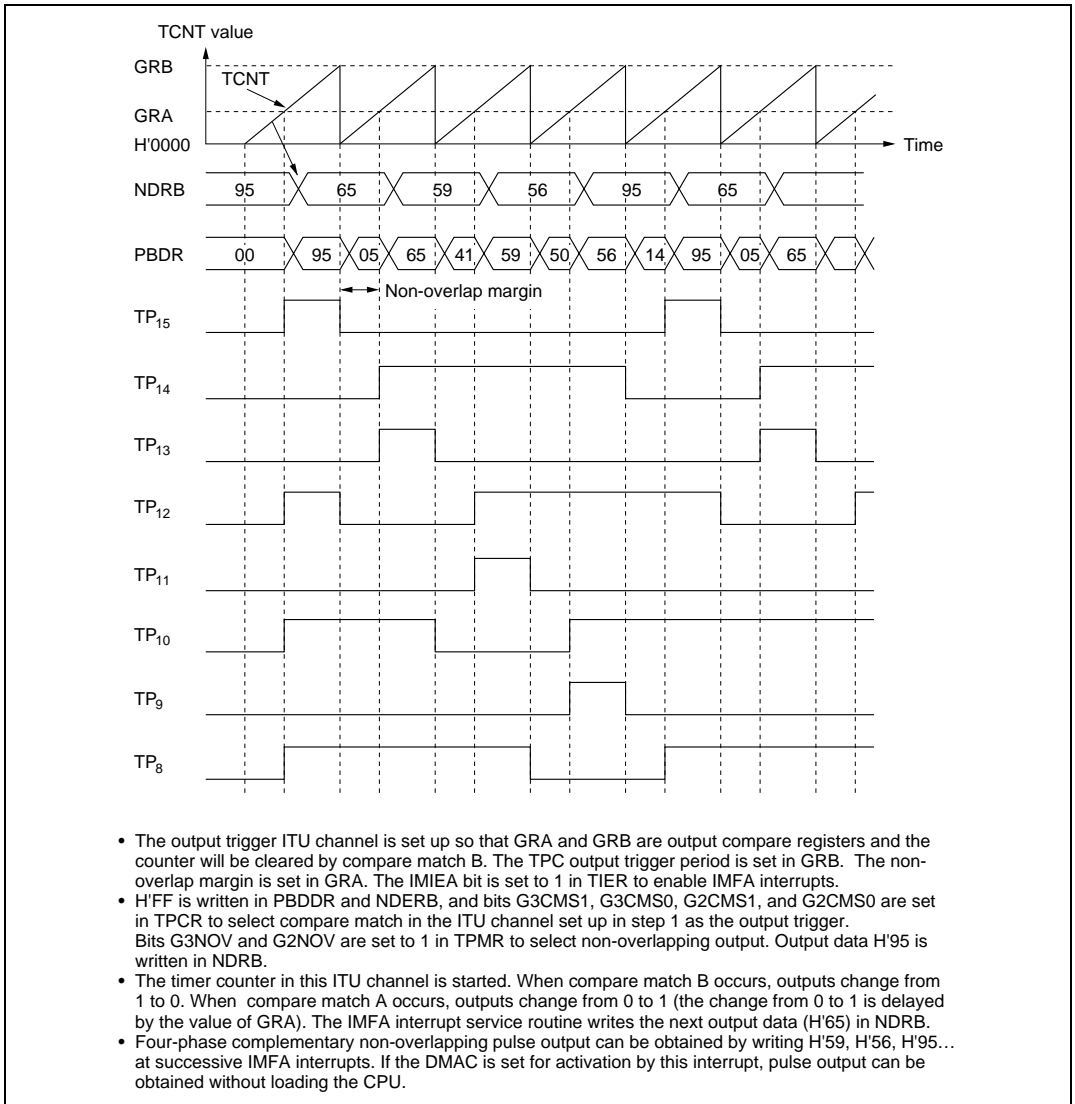 TCNT value
GRB
TCNT
GRA
H'0000
Time
NDRB 95 65 59 56 95 65
PBDR 00 95 05 65 41 59 50 56 14 95 05 65
Non-overlap margin
TP15
TP14
TP13
TP12
TP11
TP10
TP9
TP8
• The output trigger ITU channel is set up so that GRA and GRB are output compare registers and the
counter will be cleared by compare match B. The TPC output trigger period is set in GRB. The non-
overlap margin is set in GRA. The IMIEA bit is set to 1 in TIER to enable IMFA interrupts.
• H'FF is written in PBDDR and NDERB, and bits G3CMS1, G3CMS0, G2CMS1, and G2CMS0 are set
in TPCR to select compare match in the ITU channel set up in step 1 as the output trigger.
Bits G3NOV and G2NOV are set to 1 in TPMR to select non-overlapping output. Output data H'95 is
written in NDRB.
• The timer counter in this ITU channel is started. When compare match B occurs, outputs change from
1 to 0. When compare match A occurs, outputs change from 0 to 1 (the change from 0 to 1 is delayed
by the value of GRA). The IMFA interrupt service routine writes the next output data (H'65) in NDRB.
• Four-phase complementary non-overlapping pulse output can be obtained by writing H'59, H'56, H'95…
at successive IMFA interrupts. If the DMAC is set for activation by this interrupt, pulse output can be
obtained without loading the CPU.